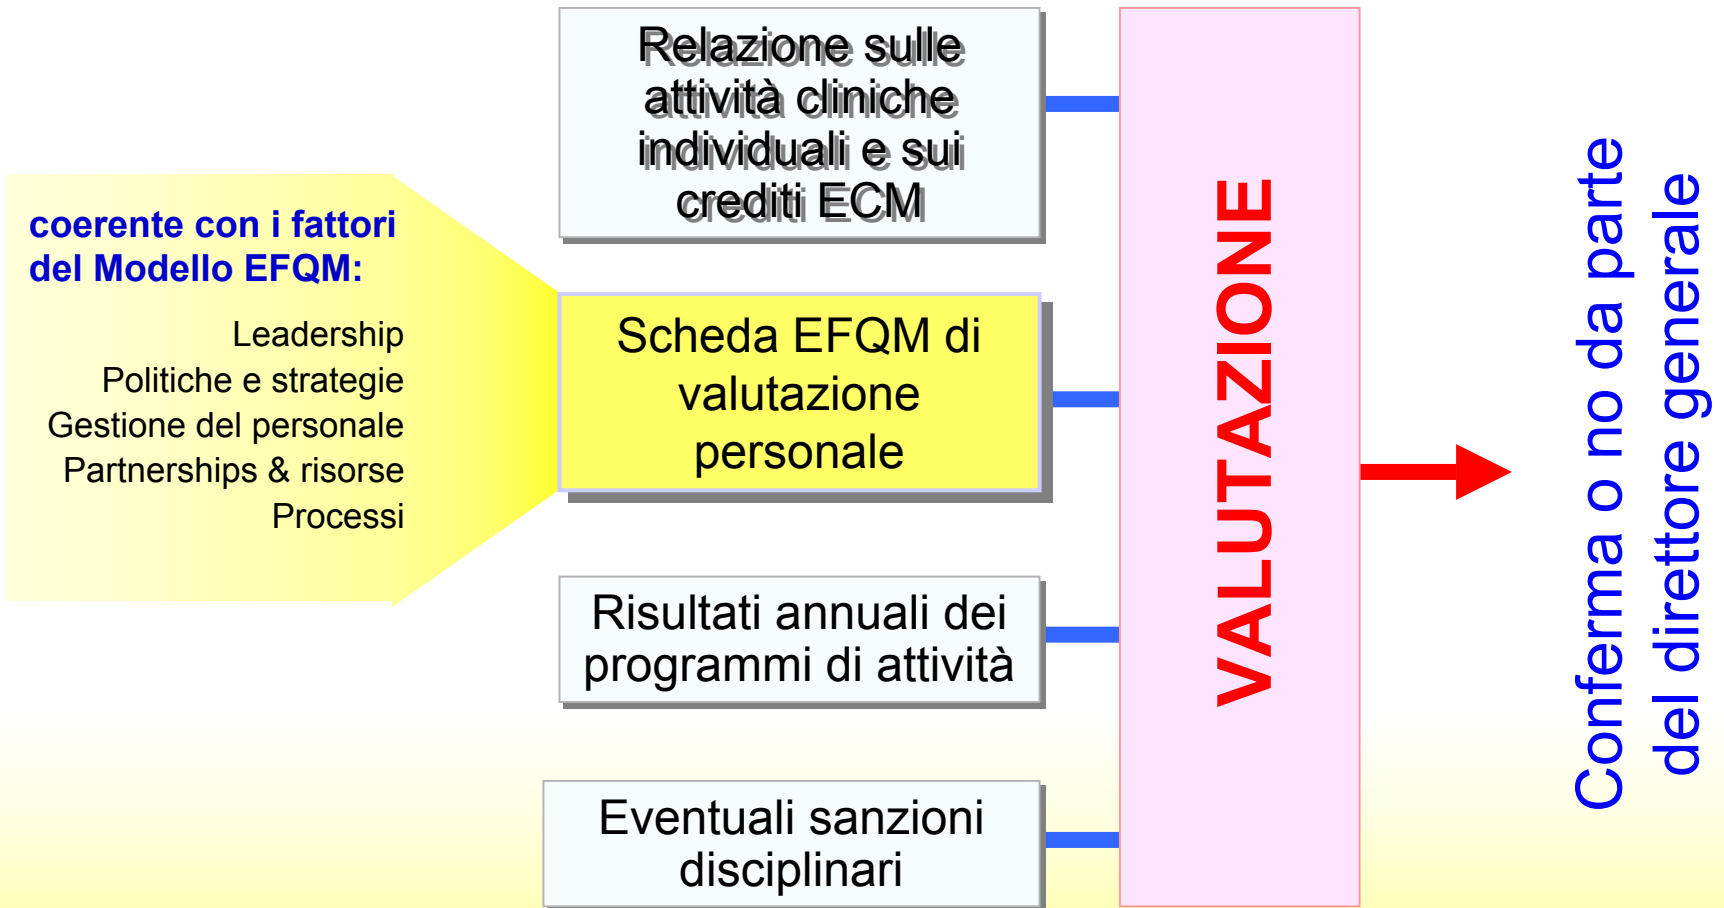 coerente con i fattori
del Modello EFQM:
Leadership
Politiche e strategie
Gestione del personale
Partnerships & risorse
Processi
Relazione sulle
attività cliniche
individuali e sui
crediti ECM
Scheda EFQM di
valutazione
personale
Risultati annuali dei
programmi di attività
Eventuali sanzioni
disciplinari
VALUTAZIONE
Conferma o no da parte
del direttore generale